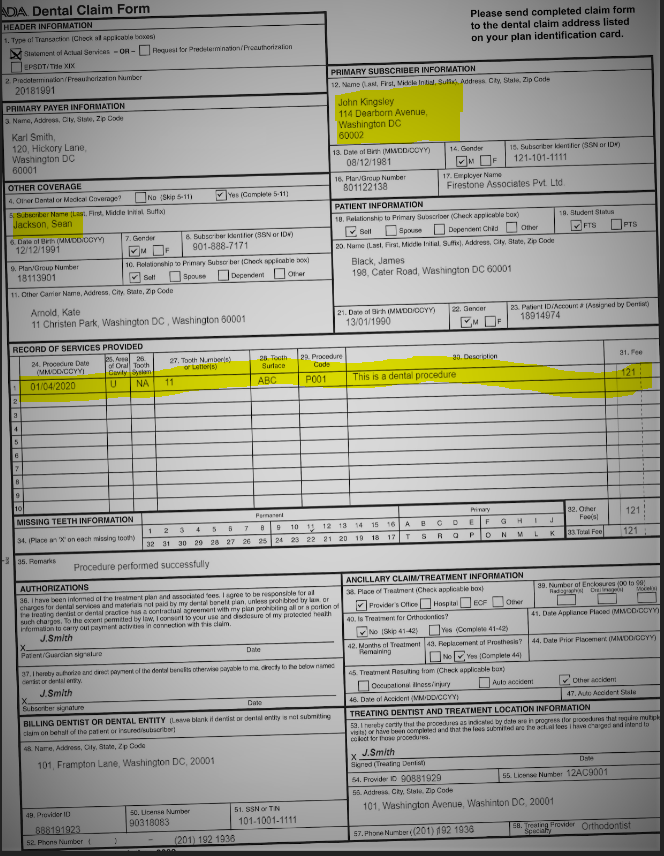 ADA Dental Claim Form
HEADER INFORMATION
1. Type of Transaction (Check all applicable boxes)
Statement of Actual Services – OR – Request for Predetermination/Preauthorization
EPSDT/Title XIX
2. Predetermination/Preauthorization Number
20181991
PRIMARY PAYER INFORMATION
3. Name, Address, City, State, Zip Code
Karl Smith,
120, Hickory Lane,
Washington DC
60001
OTHER COVERAGE
4. Other Dental or Medical Coverage? No (Skip 5-11) Yes (Complete 5-11)
5. Subscriber Name (Last, First, Middle Initial, Suffix)
Jackson, Sean
6. Date of Birth (MM/DD/CCYY) 7. Gender 8. Subscriber Identifier (SSN or ID#)
12/12/1991 M F 901-888-7171
9. Plan/Group Number 10. Relationship to Primary Subscriber (Check applicable box)
18113901 Self Spouse Dependent Other
11. Other Carrier Name, Address, City, State, Zip Code
Arnold, Kate
11 Christen Park, Washington DC , Washington 60001
Please send completed claim form
to the dental claim address listed
on your plan identification card.
PRIMARY SUBSCRIBER INFORMATION
12. Name (Last, First, Middle Initial, Suffix), Address, City, State, Zip Code
John Kingsley
114 Dearborn Avenue,
Washington DC
60002
13. Date of Birth (MM/DD/CCYY) 14. Gender 15. Subscriber Identifier (SSN or ID#)
08/12/1981 M F 121-101-1111
16. Plan/Group Number 17. Employer Name
801122138 Firestone Associates Pvt. Ltd.
PATIENT INFORMATION
18. Relationship to Primary Subscriber (Check applicable box) 19. Student Status
Self Spouse Dependent Child Other FTS PTS
20. Name (Last, First, Middle Initial, Suffix), Address, City, State, Zip Code
Black, James
198, Cater Road, Washington DC 60001
21. Date of Birth (MM/DD/CCYY) 22. Gender 23. Patient ID/Account # (Assigned by Dentist)
13/01/1990 M F 18914974
RECORD OF SERVICES PROVIDED
24. Procedure Date (MM/DD/CCYY) 25. Area of Oral Cavity 26. Tooth System 27. Tooth Number(s) or Letter(s) 28. Tooth Surface 29. Procedure Code 30. Description 31. Fee
1 01/04/2020 U NA 11 ABC P001 This is a dental procedure 121
2
3
4
5
6
7
8
9
10
MISSING TEETH INFORMATION Permanent Primary 32. Other Fee(s) 121
34. (Place an 'X' on each missing tooth)
1 2 3 4 5 6 7 8 9 10 11 12 13 14 15 16 A B C D E F G H I J
32 31 30 29 28 27 26 25 24 23 22 21 20 19 18 17 T S R Q P O N M L K 33.Total Fee 121
35. Remarks
Procedure performed successfully
AUTHORIZATIONS
36. I have been informed of the treatment plan and associated fees. I agree to be responsible for all
charges for dental services and materials not paid by my dental benefit plan, unless prohibited by law, or
the treating dentist or dental practice has a contractual agreement with my plan prohibiting all or a portion of
such charges. To the extent permitted by law, I consent to your use and disclosure of my protected health
information to carry out payment activities in connection with this claim.
J.Smith
X
Patient/Guardian signature Date
37. I hereby authorize and direct payment of the dental benefits otherwise payable to me, directly to the below named
dentist or dental entity.
J.Smith
X
Subscriber signature Date
BILLING DENTIST OR DENTAL ENTITY (Leave blank if dentist or dental entity is not submitting
claim on behalf of the patient or insured/subscriber)
48. Name, Address, City, State, Zip Code
101, Frampton Lane, Washington DC, 20001
49. Provider ID 50. License Number 51. SSN or TIN
888191923 90318083 101-1001-1111
52. Phone Number ( ) – (201) 192 1936
ANCILLARY CLAIM/TREATMENT INFORMATION
38. Place of Treatment (Check applicable box) 39. Number of Enclosures (00 to 99)
Provider's Office Hospital ECF Other Radiograph(s) Oral Image(s) Model(s)
40. Is Treatment for Orthodontics? 41. Date Appliance Placed (MM/DD/CCYY)
No (Skip 41-42) Yes (Complete 41-42)
42. Months of Treatment Remaining 43. Replacement of Prosthesis? 44. Date Prior Placement (MM/DD/CCYY)
No Yes (Complete 44)
45. Treatment Resulting from (Check applicable box)
Occupational illness/injury Auto accident Other accident
46. Date of Accident (MM/DD/CCYY) 47. Auto Accident State
TREATING DENTIST AND TREATMENT LOCATION INFORMATION
53. I hereby certify that the procedures as indicated by date are in progress (for procedures that require multiple
visits) or have been completed and that the fees submitted are the actual fees I have charged and intend to
collect for those procedures.
X J.Smith
Signed (Treating Dentist) Date
54. Provider ID 90881929 55. License Number 12AC9001
56. Address, City, State, Zip Code
101, Washington Avenue, Washinton DC, 20001
57. Phone Number (201) 192 1936 58. Treating Provider Specialty Orthodontist